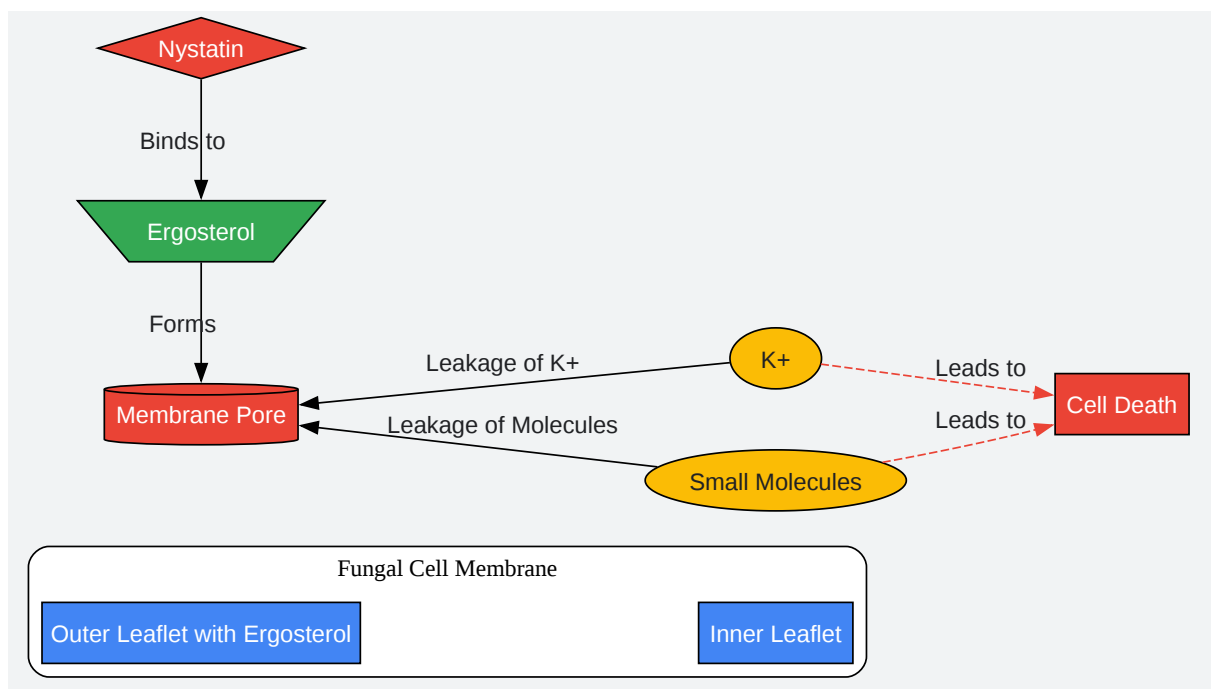 Nystatin
Binds to
Ergosterol
Forms
Leakage of K+
K+
Leads to
Membrane Pore
Cell Death
Leakage of Molecules
Leads to
Small Molecules
Fungal Cell Membrane
Outer Leaflet with Ergosterol
Inner Leaflet